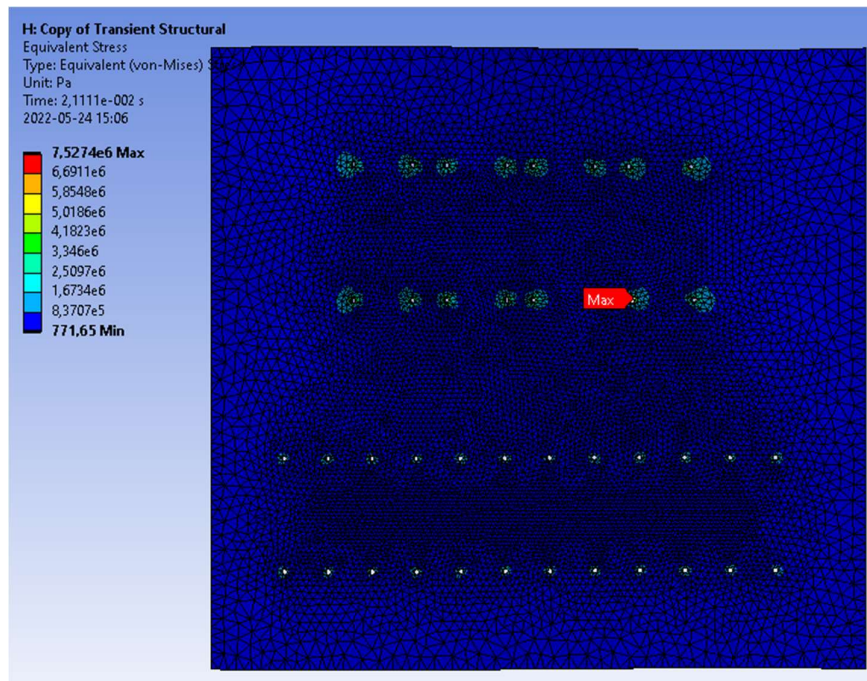 H: Copy of Transient Structural
Equivalent Stress
Type: Equivalent (von-Mises) S
Unit: Pa
Time: 2,1111e-002 s
2022-05-24 15:06
7,5274e6 Max
6,6911e6
5,8548e6
5,0186e6
4,1823e6
3,346e6
2,5097e6
1,6734e6
8,3707e5
771,65 Min
Max